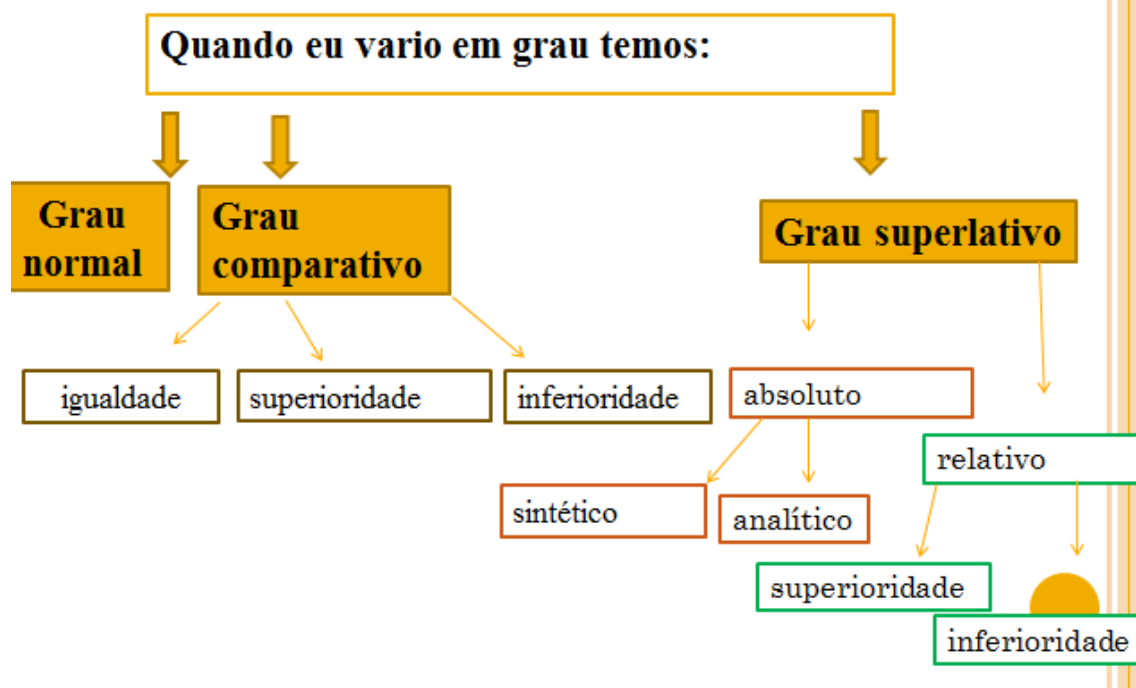 Quando eu vario em grau temos:
Grau
normal
Grau
comparativo
Grau superlativo
igualdade
superioridade
inferioridade
absoluto
relativo
sintético
analítico
superioridade
inferioridade